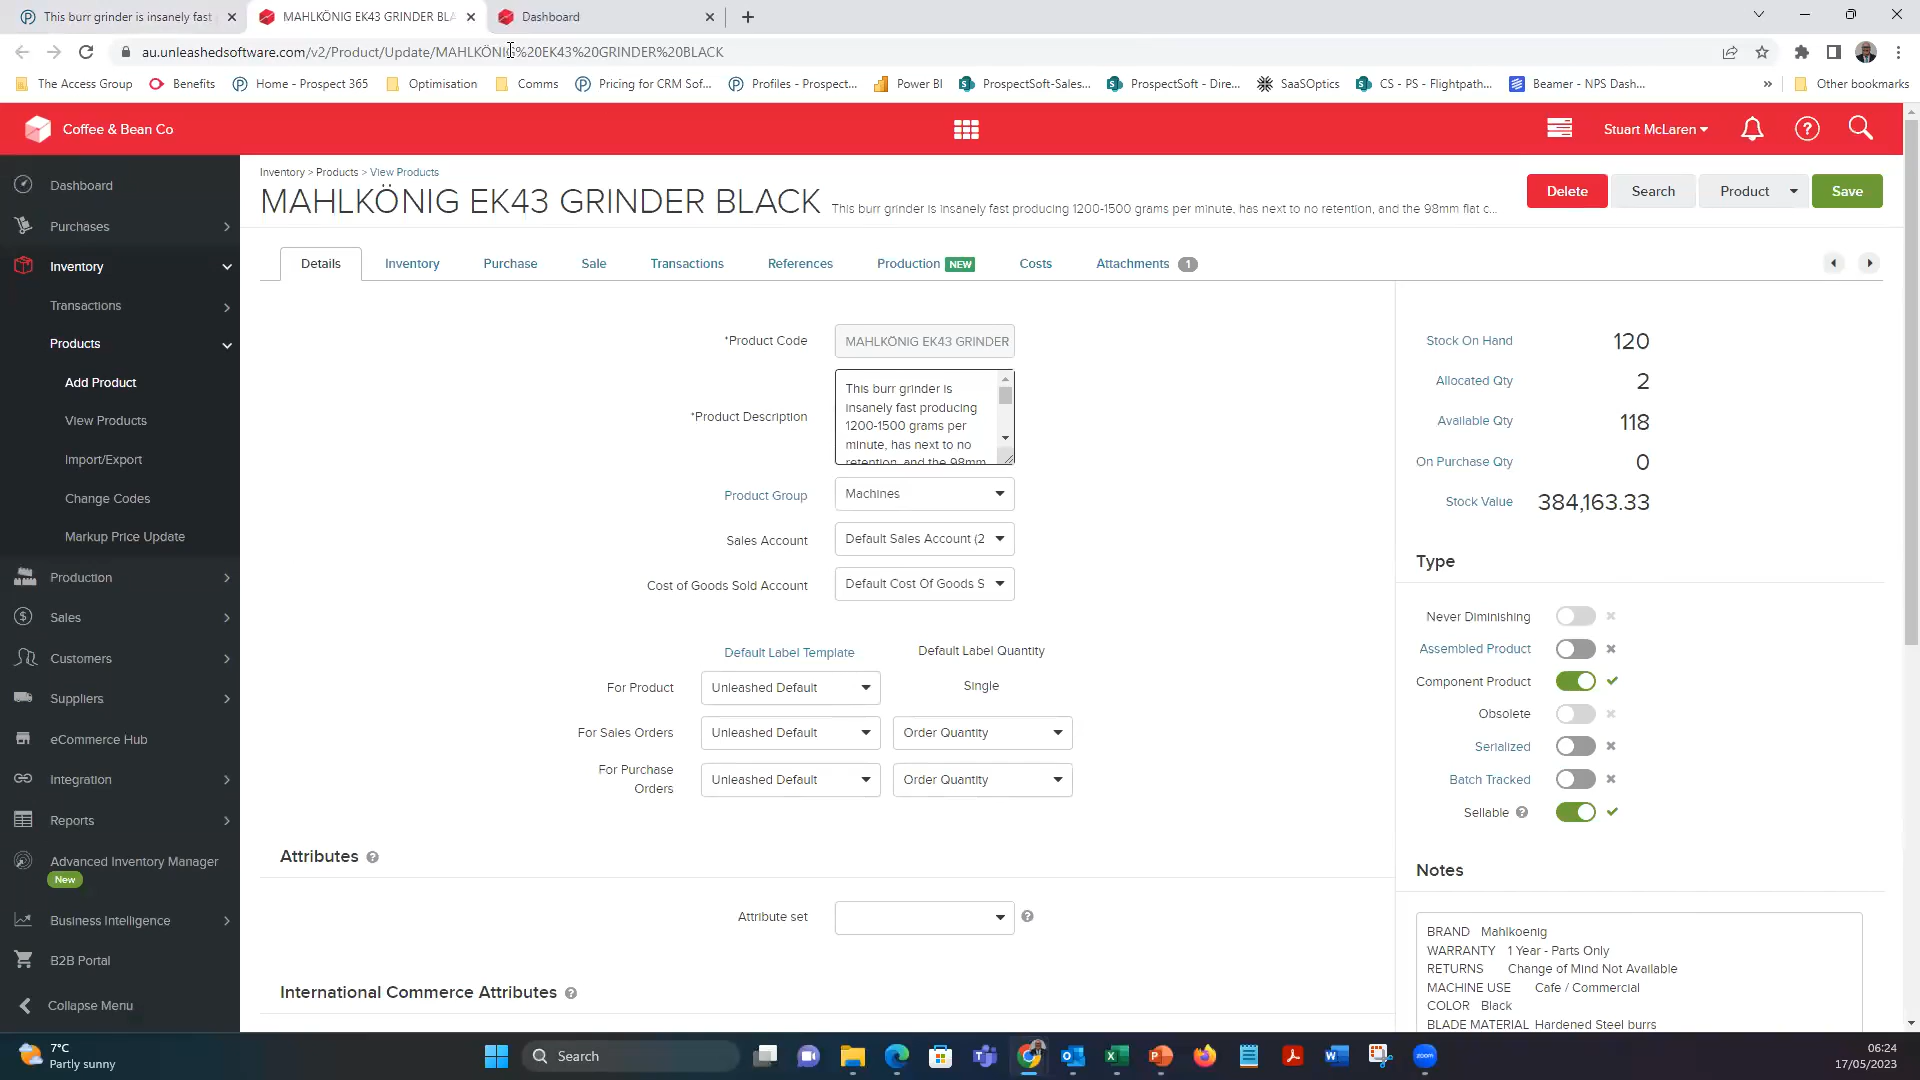 This burr grinder is insanely fast
MAHLKÖNIG EK43 GRINDER BLA
Dashboard
au.unleashedsoftware.com/v2/Product/Update/MAHLKÖNIG%20EK43%20GRINDER%20BLACK
The Access Group
Benefits
Home - Prospect 365
Optimisation
Comms
Pricing for CRM Sof...
Profiles - Prospect...
Power BI
ProspectSoft-Sales...
ProspectSoft - Dire...
SaaSOptics
CS - PS - Flightpath...
Beamer - NPS Dash...
»
Other bookmarks
Coffee & Bean Co
Stuart McLaren
Dashboard
Purchases
Inventory
Transactions
Products
Add Product
View Products
Import/Export
Change Codes
Markup Price Update
Production
Sales
Customers
Suppliers
eCommerce Hub
Integration
Reports
Advanced Inventory Manager
New
Business Intelligence
B2B Portal
Collapse Menu
Inventory > Products > View Products
MAHLKÖNIG EK43 GRINDER BLACK This burr grinder is insanely fast producing 1200-1500 grams per minute, has next to no retention, and the 98mm flat c...
Delete
Search
Product
Save
Details
Inventory
Purchase
Sale
Transactions
References
Production NEW
Costs
Attachments 1
*Product Code MAHLKÖNIG EK43 GRINDER
*Product Description
This burr grinder is
insanely fast producing
1200-1500 grams per
minute, has next to no
retention, and the 98mm
Product Group Machines
Sales Account Default Sales Account (2
Cost of Goods Sold Account Default Cost Of Goods S
Default Label Template Default Label Quantity
For Product Unleashed Default Single
For Sales Orders Unleashed Default Order Quantity
For Purchase
Orders
Unleashed Default Order Quantity
Attributes ?
Attribute set ?
International Commerce Attributes ?
Stock On Hand 120
Allocated Qty 2
Available Qty 118
On Purchase Qty 0
Stock Value 384,163.33
Type
Never Diminishing
Assembled Product
Component Product
Obsolete
Serialized
Batch Tracked
Sellable ?
Notes
BRAND Mahlkoenig
WARRANTY 1 Year - Parts Only
RETURNS Change of Mind Not Available
MACHINE USE Cafe / Commercial
COLOR Black
BLADE MATERIAL Hardened Steel burrs
7°C
Partly sunny
Search
zoom
06:24
17/05/2023